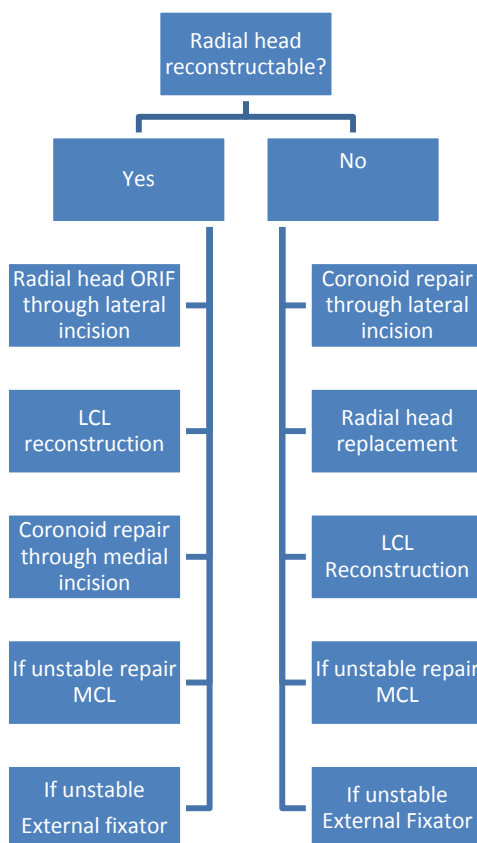 Radial head
reconstructable?
Yes
No
Radial head ORIF
through lateral
incision
LCL
reconstruction
Coronoid repair
through medial
incision
If unstable repair
MCL
If unstable
External fixator
Coronoid repair
through lateral
incision
Radial head
replacement
LCL
Reconstruction
If unstable repair
MCL
If unstable
External Fixator